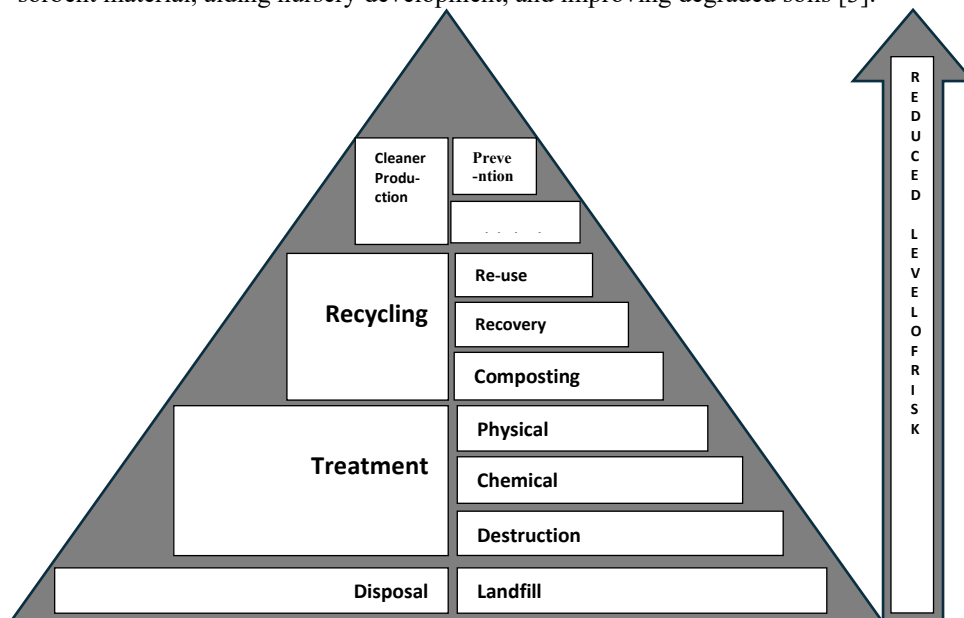 sorbent material, aiding nursery development, and improving degraded soils [5].
Cleaner
Produ-
ction
Preve
-ntion
Recycling
Re-use
Recovery
Composting
Treatment
Physical
Chemical
Destruction
Disposal
Landfill
R
E
D
U
C
E
D
L
E
V
E
L
O
F
R
I
S
K